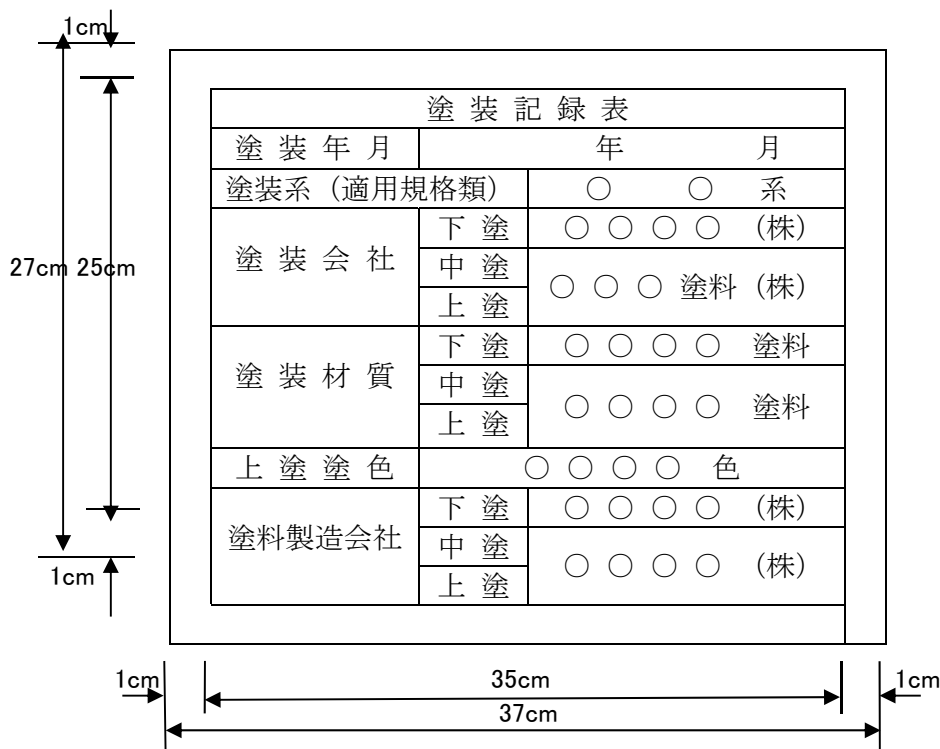 1cm
塗 装 記 録 表
塗 装 年 月 年 月
塗装系（適用規格類） ○ ○ 系
塗 装 会 社 下 塗 ○ ○ ○ ○ （株）
中 塗 ○ ○ ○ 塗料（株）
上 塗
27cm 25cm
塗 装 材 質 下 塗 ○ ○ ○ ○ 塗料
中 塗 ○ ○ ○ ○ 塗料
上 塗
上 塗 塗 色 ○ ○ ○ ○ 色
塗料製造会社 下 塗 ○ ○ ○ ○ （株）
中 塗 ○ ○ ○ ○ （株）
上 塗
1cm
1cm 35cm 1cm
37cm